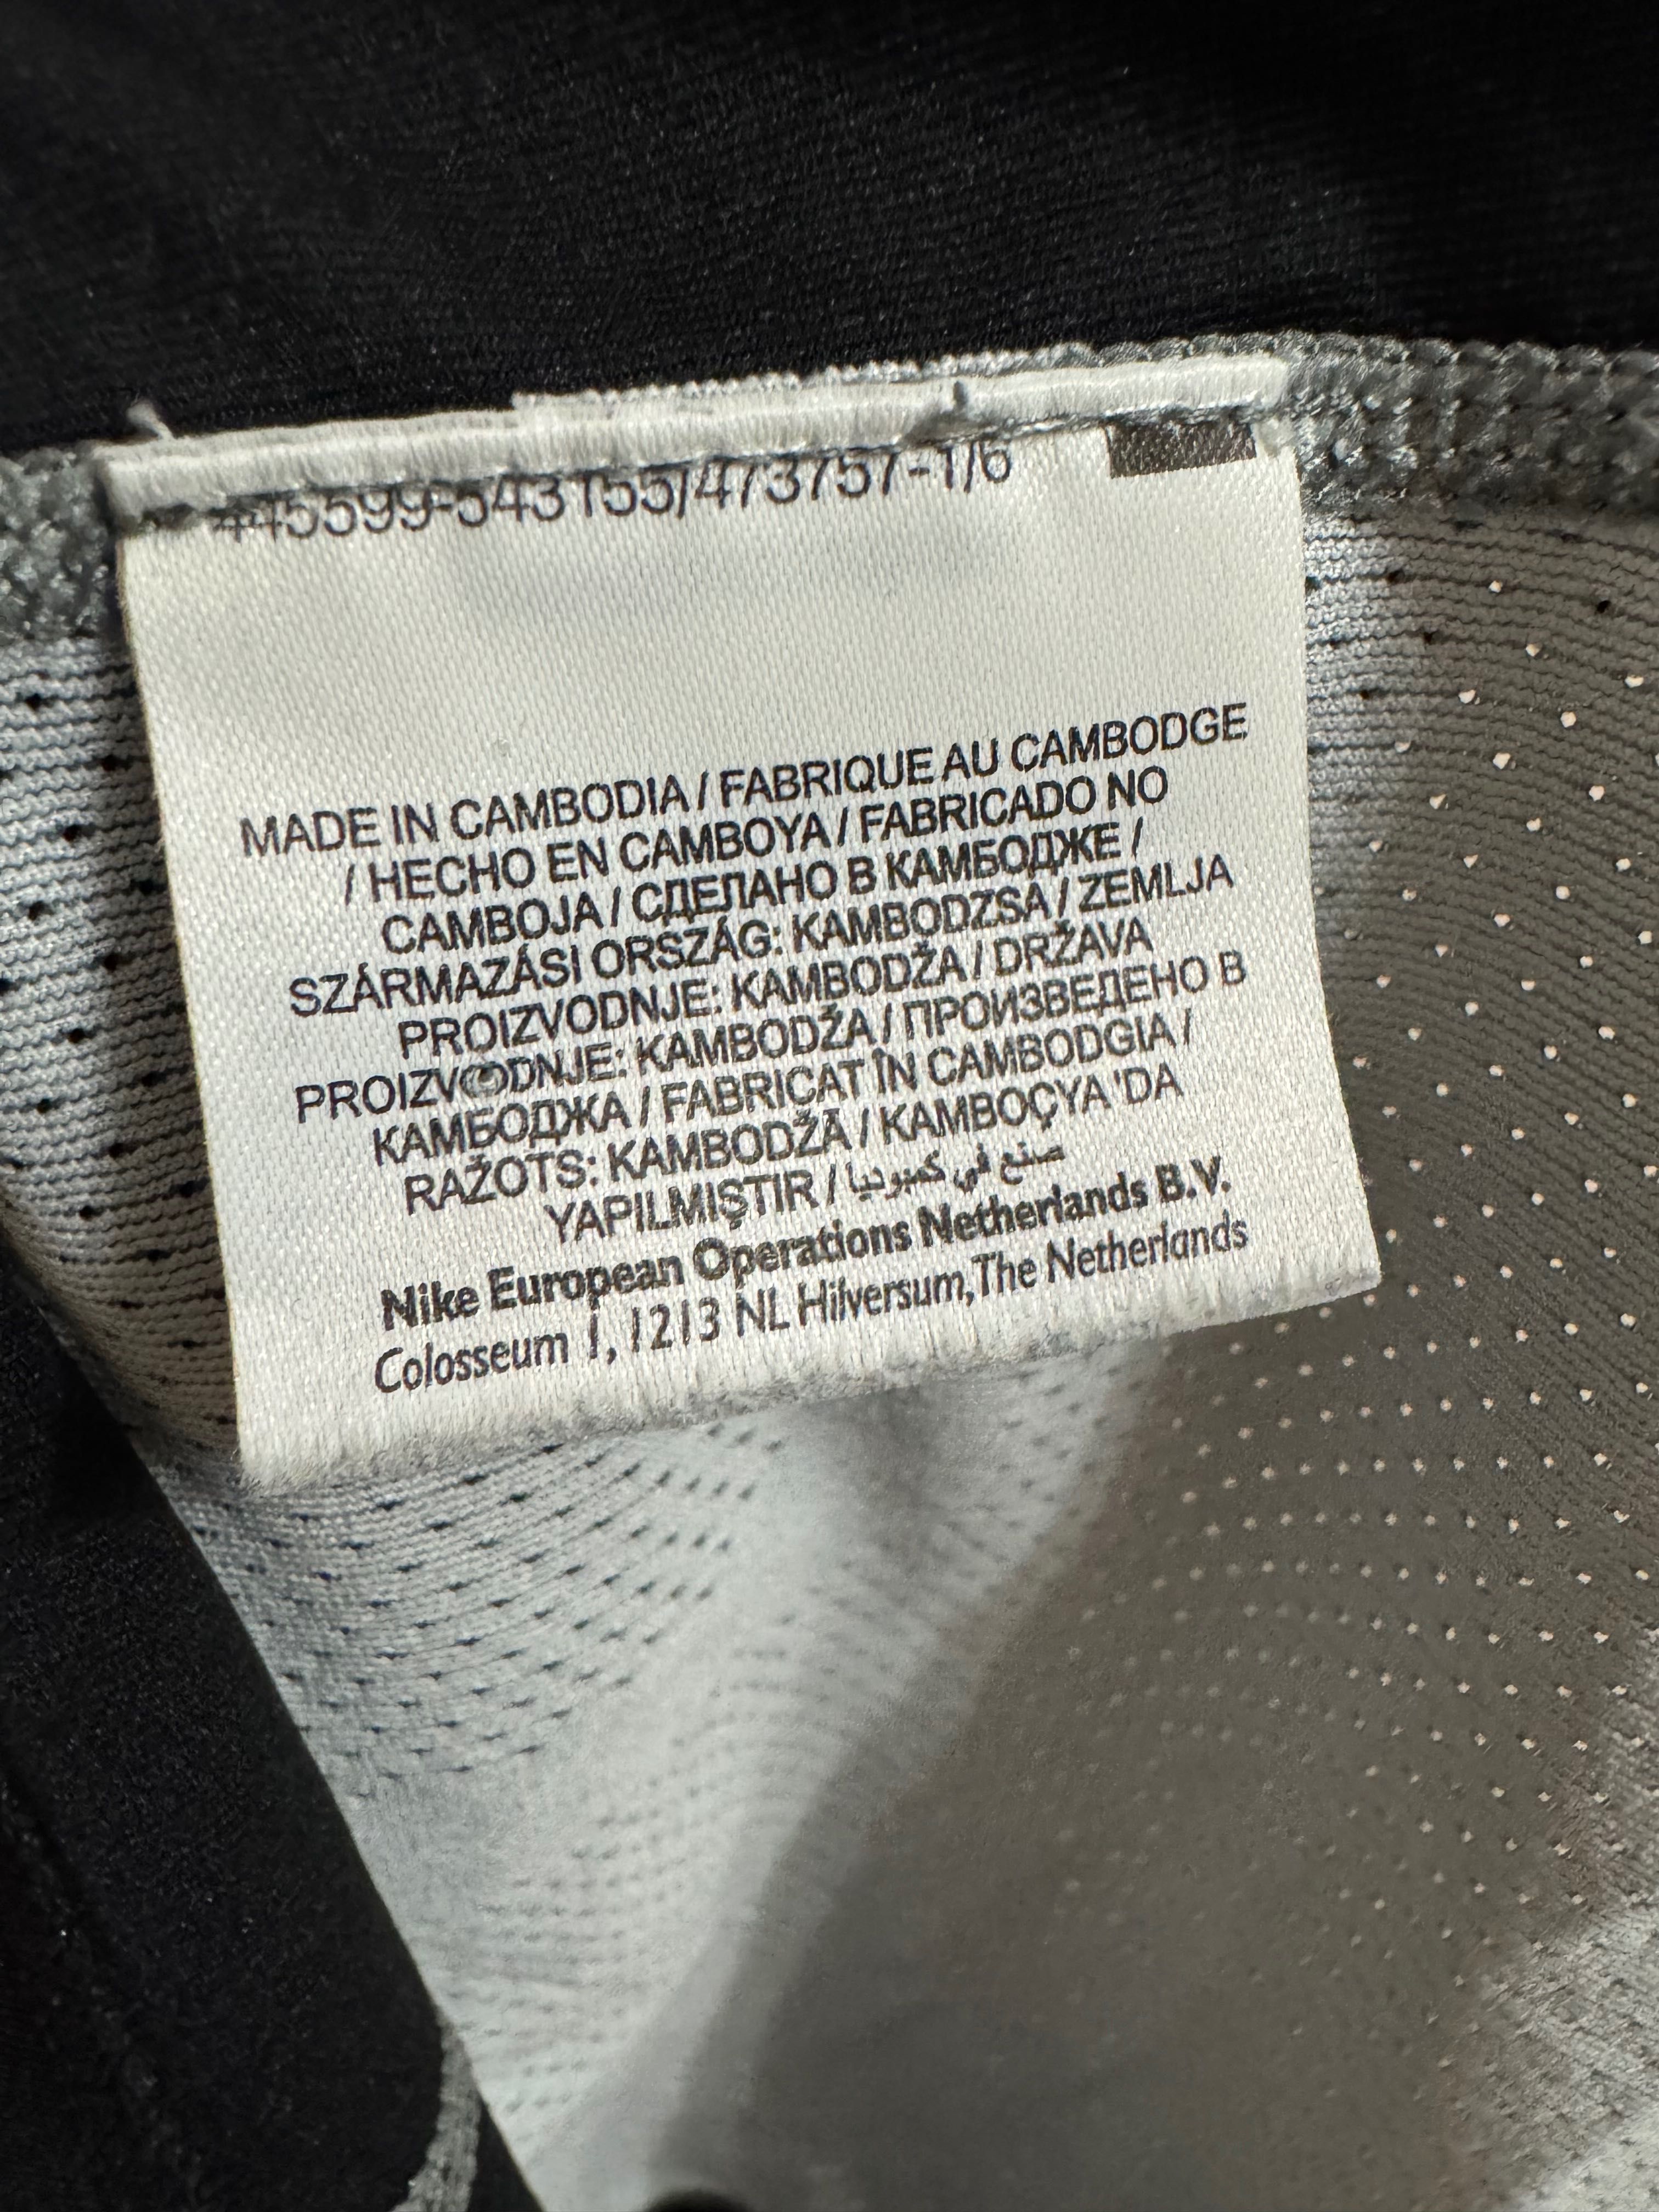 445599-543155/473757-1/6
MADE IN CAMBODIA / FABRIQUE AU CAMBODGE
/ HECHO EN CAMBOYA / FABRICADO NO
CAMBOJA / СДЕЛАНО В КАМБОДЖЕ /
SZÁRMAZÁSI ORSZÁG: KAMBODZSA / ZEMLJA
PROIZVODNJE: KAMBODŽA / DRŽAVA
PROIZVODNJE: KAMBODŽA / ПРОИЗВЕДЕНО В
КАМБОДЖА / FABRICAT ÎN CAMBODGIA /
RAŽOTS: KAMBODŽĀ / KAMBOÇYA 'DA
YAPILMIŞTIR / صنع في كمبوديا
Nike European Operations Netherlands B.V.
Colosseum 1, 1213 NL Hilversum,The Netherlands